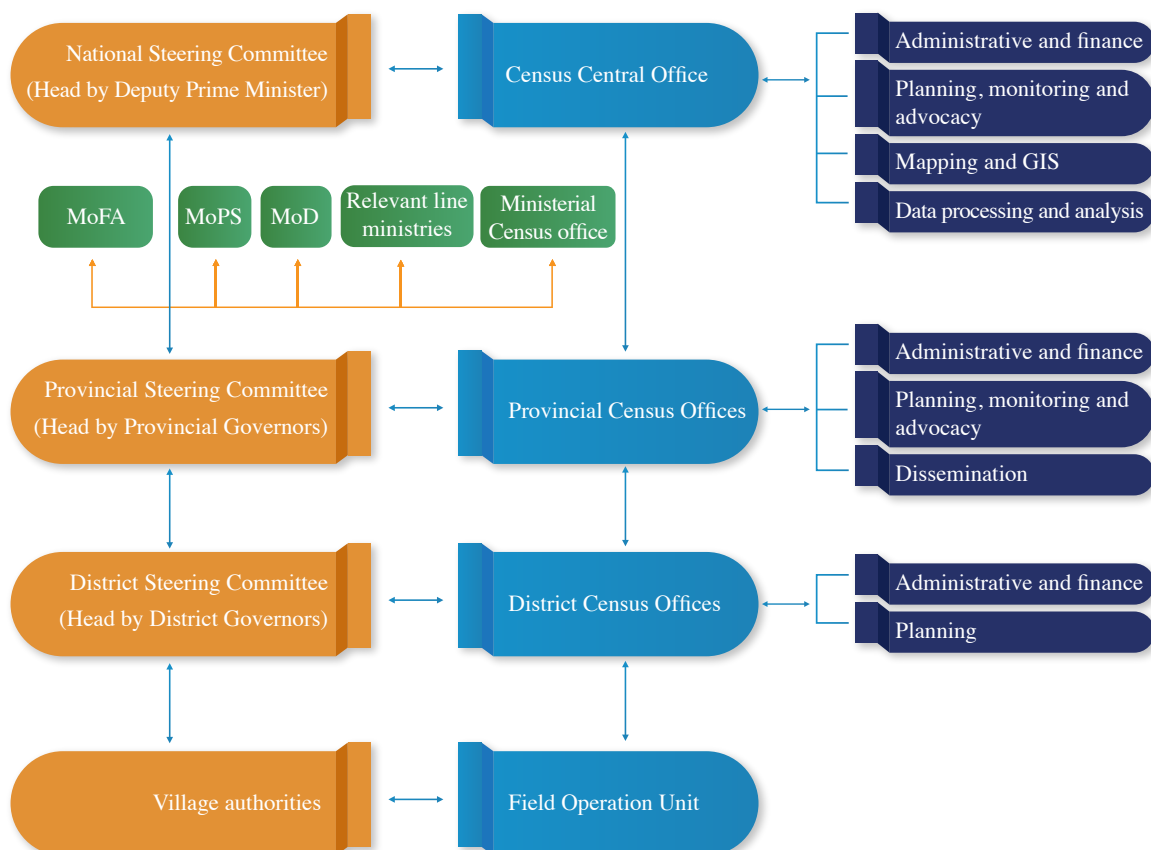 National Steering Committee
(Head by Deputy Prime Minister)
Census Central Office
Administrative and finance
Planning, monitoring and
advocacy
Mapping and GIS
Data processing and analysis
MoFA
MoPS
MoD
Relevant line
ministries
Ministerial
Census office
Provincial Steering Committee
(Head by Provincial Governors)
Provincial Census Offices
Administrative and finance
Planning, monitoring and
advocacy
Dissemination
District Steering Committee
(Head by District Governors)
District Census Offices
Administrative and finance
Planning
Village authorities
Field Operation Unit